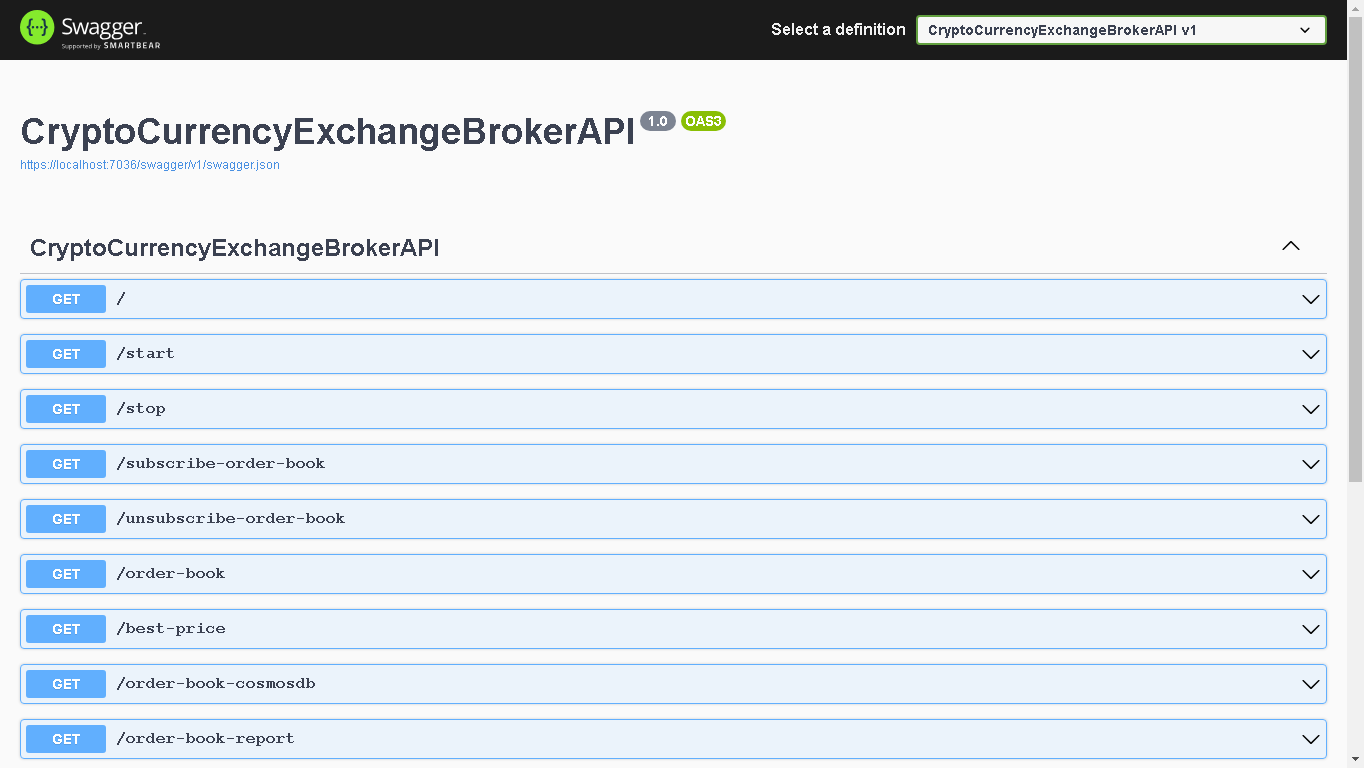 Swagger.
Supported by SMARTBEAR
Select a definition
CryptoCurrencyExchangeBrokerAPI v1
CryptoCurrencyExchangeBrokerAPI 1.0 OAS3
https://localhost:7036/swagger/v1/swagger.json
CryptoCurrencyExchangeBrokerAPI
GET /
GET /start
GET /stop
GET /subscribe-order-book
GET /unsubscribe-order-book
GET /order-book
GET /best-price
GET /order-book-cosmosdb
GET /order-book-report